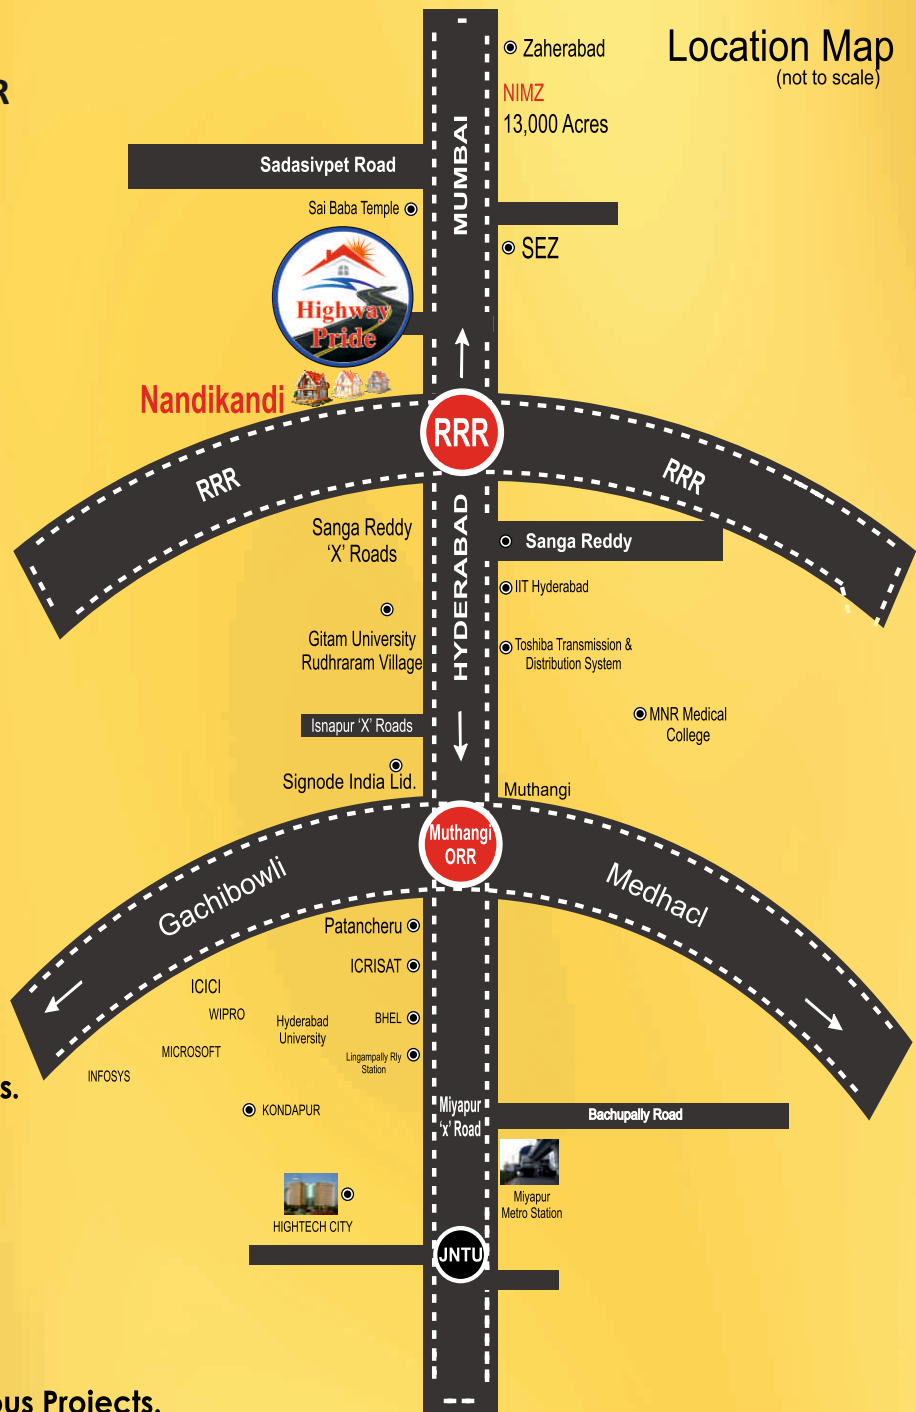 Location Map
(not to scale)
Zaherabad
R
NIMZ
13,000 Acres
MUMBAI
Sadasivpet Road
Sai Baba Temple
SEZ
Highway
Pride
Nandikandi
RRR
RRR
RRR
HYDERABAD
Sanga Reddy
‘X’ Roads
Sanga Reddy
IIT Hyderabad
Gitam University
Rudhraram Village
Toshiba Transmission &
Distribution System
MNR Medical
College
Isnapur ‘X’ Roads
Signode India Lid.
Muthangi
Muthangi
ORR
Gachibowli
Medhacl
Patancheru
ICRISAT
ICICI
WIPRO
Hyderabad
University
BHEL
MICROSOFT
Lingampally Rly
Station
INFOSYS
s.
KONDAPUR
Miyapur
‘x’ Road
Bachupally Road
Miyapur
Metro Station
HIGHTECH CITY
JNTU
ous Projects.